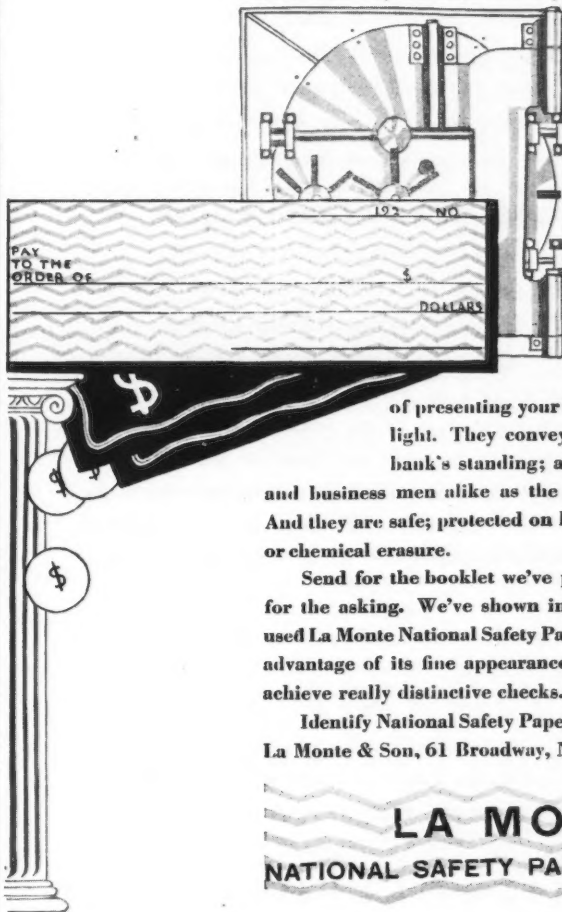 192 NO.
PAY
TO THE
ORDER OF $
DOLLARS
$
of presenting your
light. They convey
bank's standing; a
and business men alike as the
And they are safe; protected on
or chemical erasure.
Send for the booklet we've
for the asking. We've shown in
used La Monte National Safety Pa
advantage of its fine appearance
achieve really distinctive checks.
Identify National Safety Pape
La Monte & Son, 61 Broadway, N
$
$
$
LA MO
NATIONAL SAFETY PA